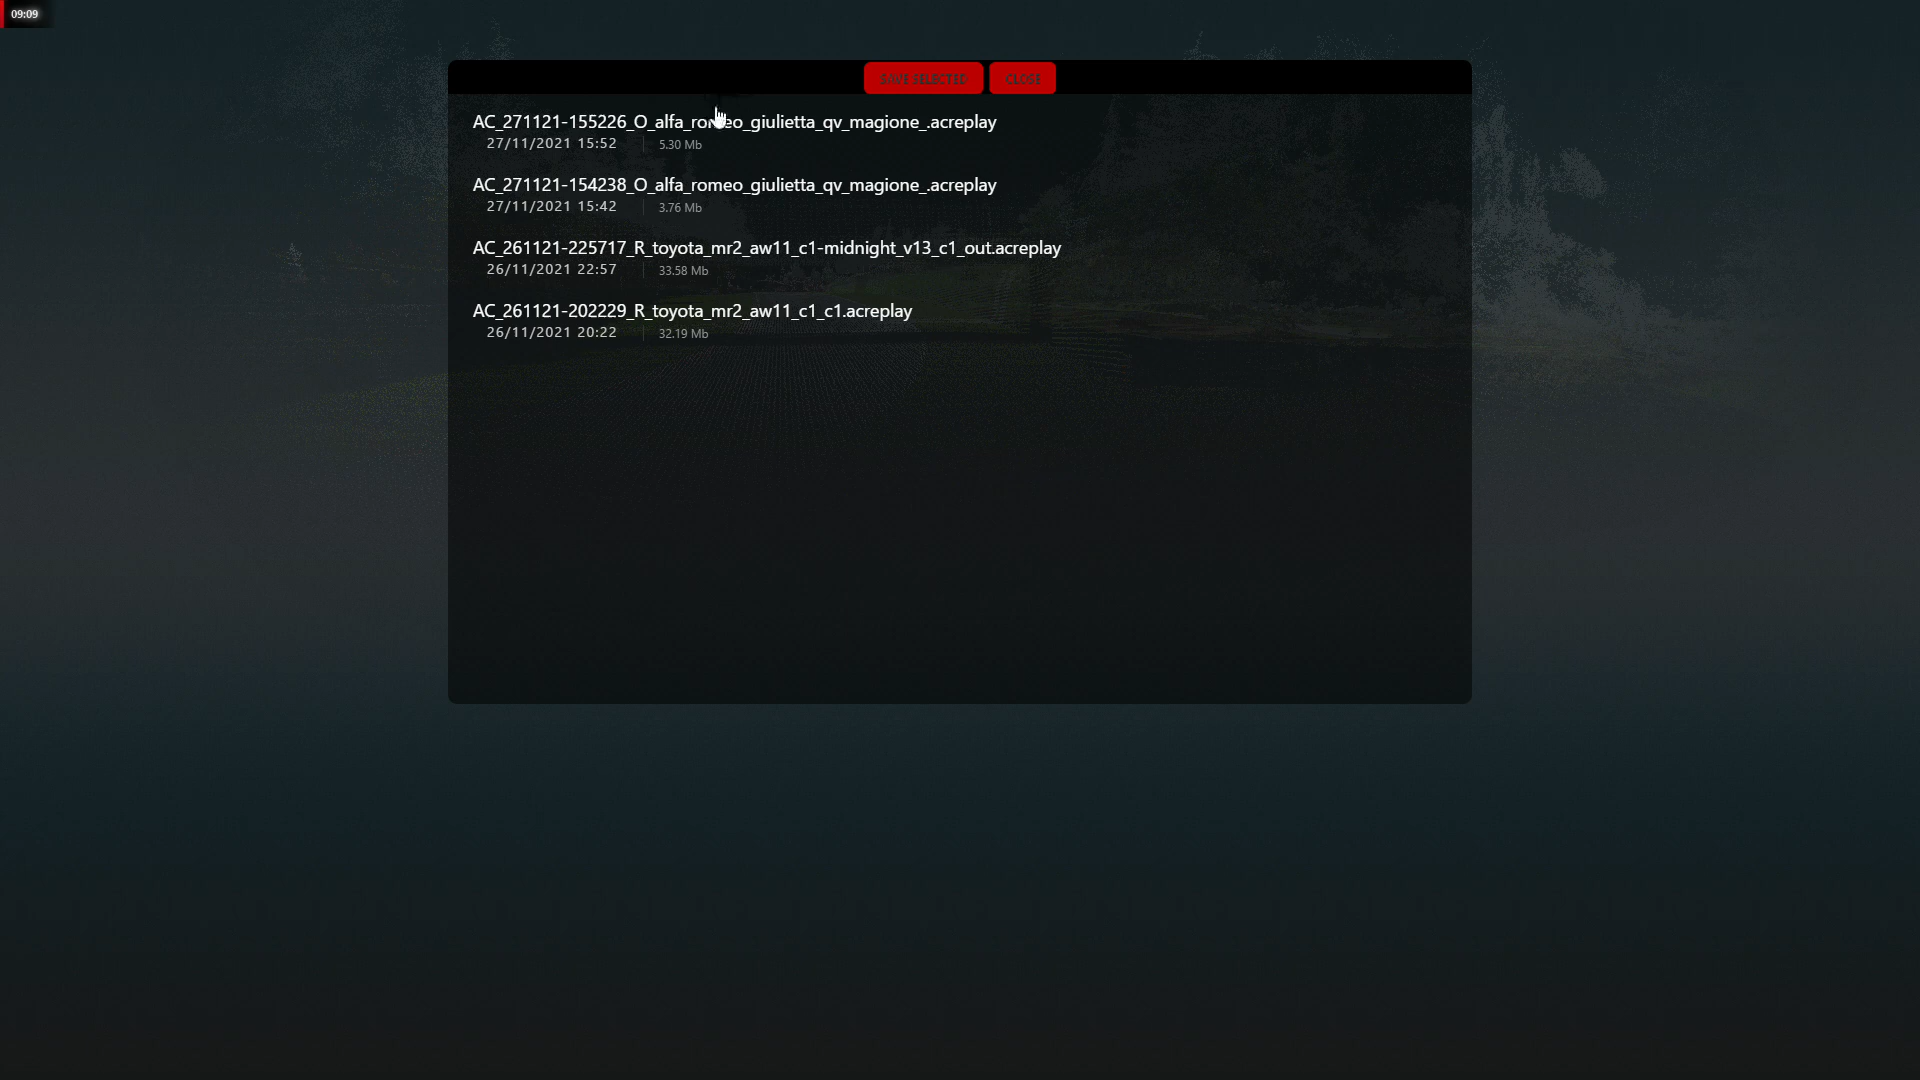 09:09
SAVE SELECTED CLOSE
AC_271121-155226_O_alfa_romeo_giulietta_qv_magione_.acreplay
27/11/2021 15:52 5.30 Mb
AC_271121-154238_O_alfa_romeo_giulietta_qv_magione_.acreplay
27/11/2021 15:42 3.76 Mb
AC_261121-225717_R_toyota_mr2_aw11_c1-midnight_v13_c1_out.acreplay
26/11/2021 22:57 33.58 Mb
AC_261121-202229_R_toyota_mr2_aw11_c1_c1.acreplay
26/11/2021 20:22 32.19 Mb